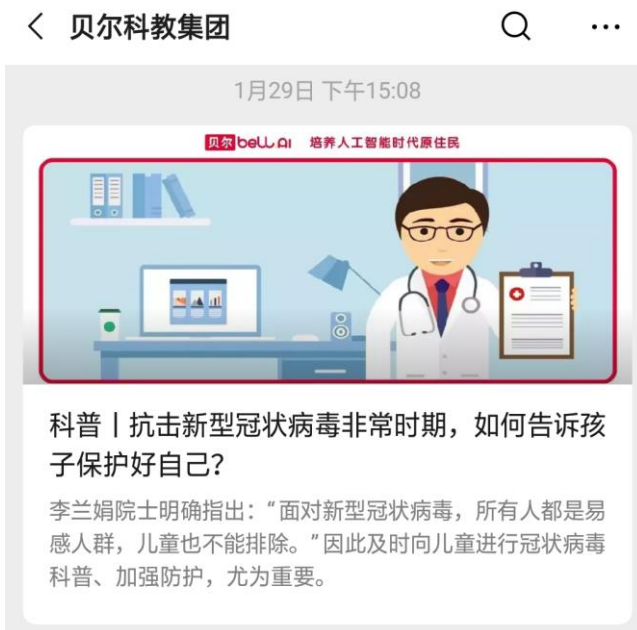 贝尔科教集团
1月29日 下午15:08
贝尔 bell AI 培养人工智能时代原住民
科普丨抗击新型冠状病毒非常时期，如何告诉孩
子保护好自己？
李兰娟院士明确指出：“面对新型冠状病毒，所有人都是易
感人群，儿童也不能排除。”因此及时向儿童进行冠状病毒
科普、加强防护，尤为重要。